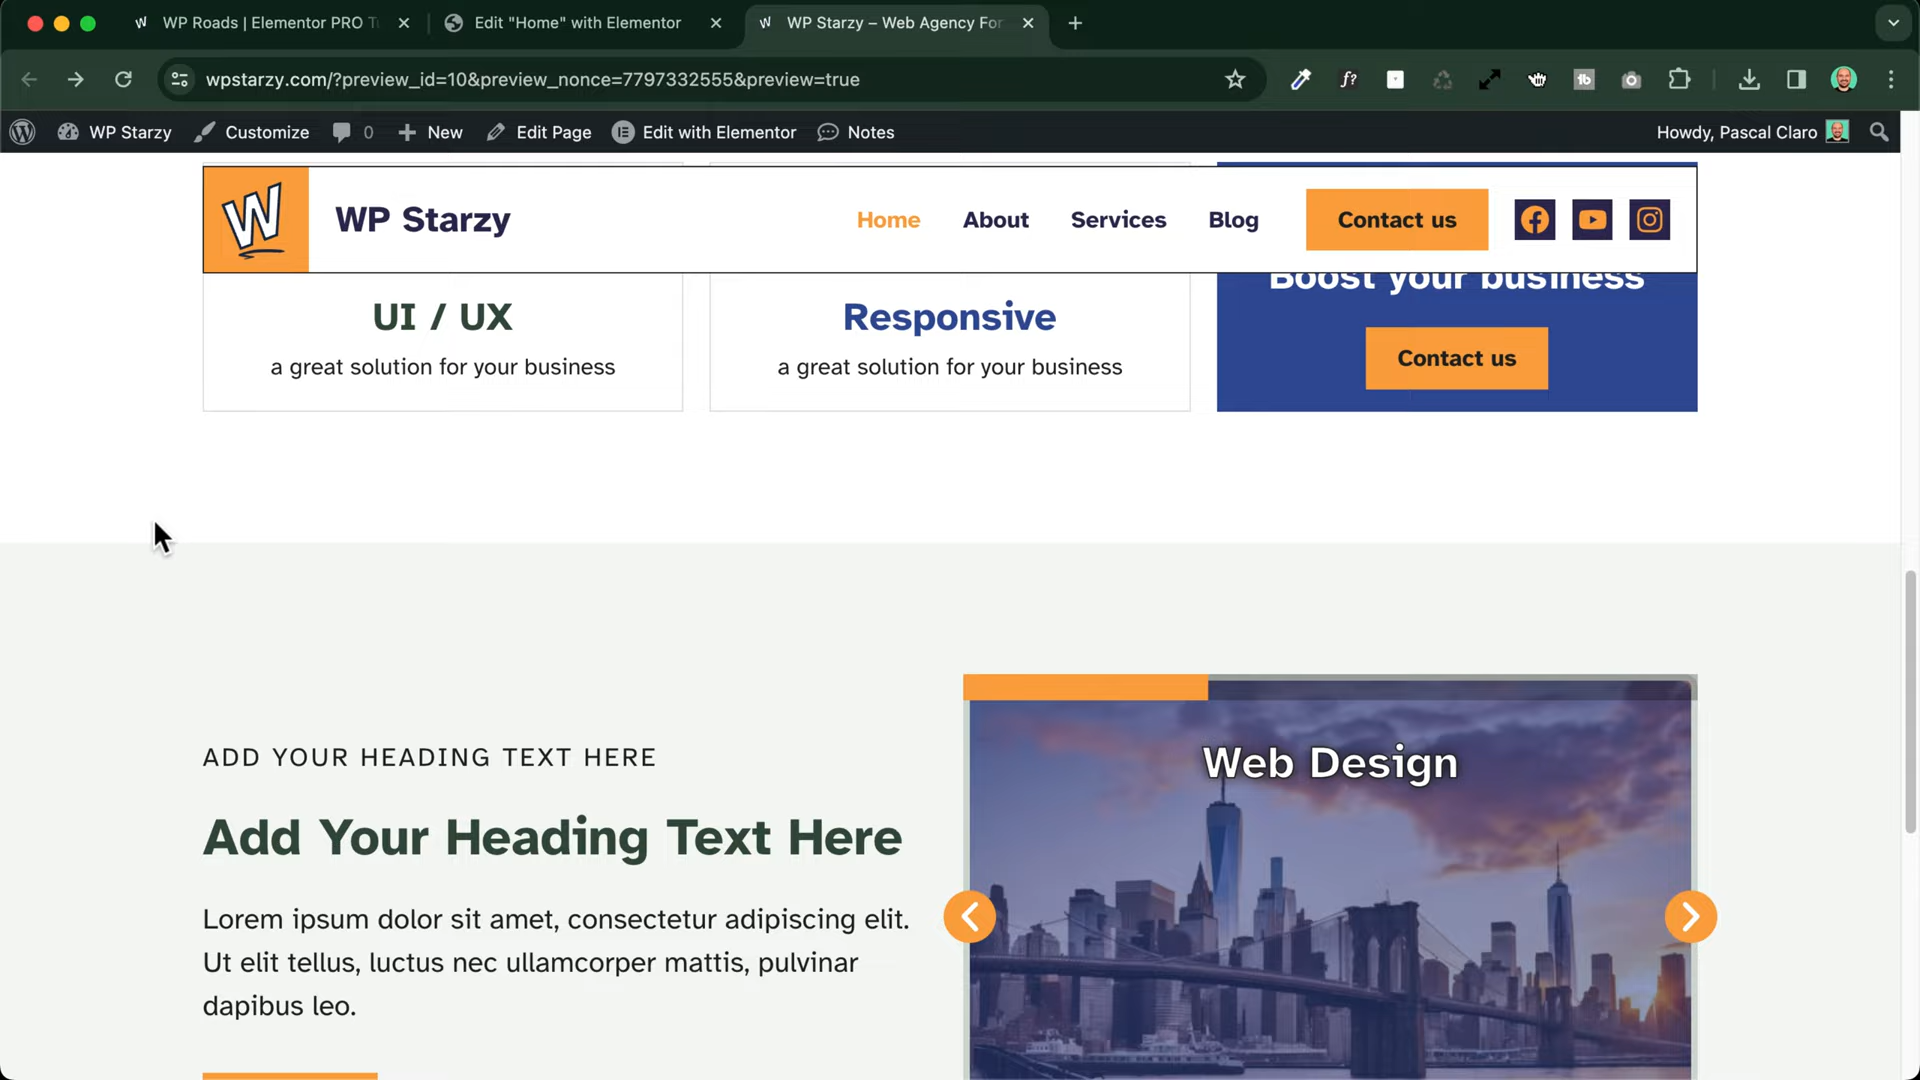 WP Roads | Elementor PRO T
Edit "Home" with Elementor
WP Starzy – Web Agency For
wpstarzy.com/?preview_id=10&preview_nonce=7797332555&preview=true
f?
tb
WP Starzy
Customize
0
New
Edit Page
Edit with Elementor
Notes
Howdy, Pascal Claro
W
WP Starzy
Home
About
Services
Blog
Contact us
UI / UX
a great solution for your business
Responsive
a great solution for your business
Boost your business
Contact us
ADD YOUR HEADING TEXT HERE
Add Your Heading Text Here
Lorem ipsum dolor sit amet, consectetur adipiscing elit.
Ut elit tellus, luctus nec ullamcorper mattis, pulvinar
dapibus leo.
Web Design